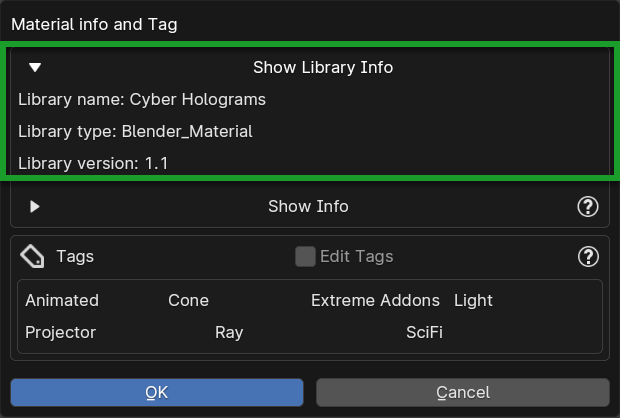 Material info and Tag
Show Library Info
Library name: Cyber Holograms
Library type: Blender_Material
Library version: 1.1
Show Info ?
Tags Edit Tags ?
Animated Cone Extreme Addons Light
Projector Ray SciFi
OK Cancel